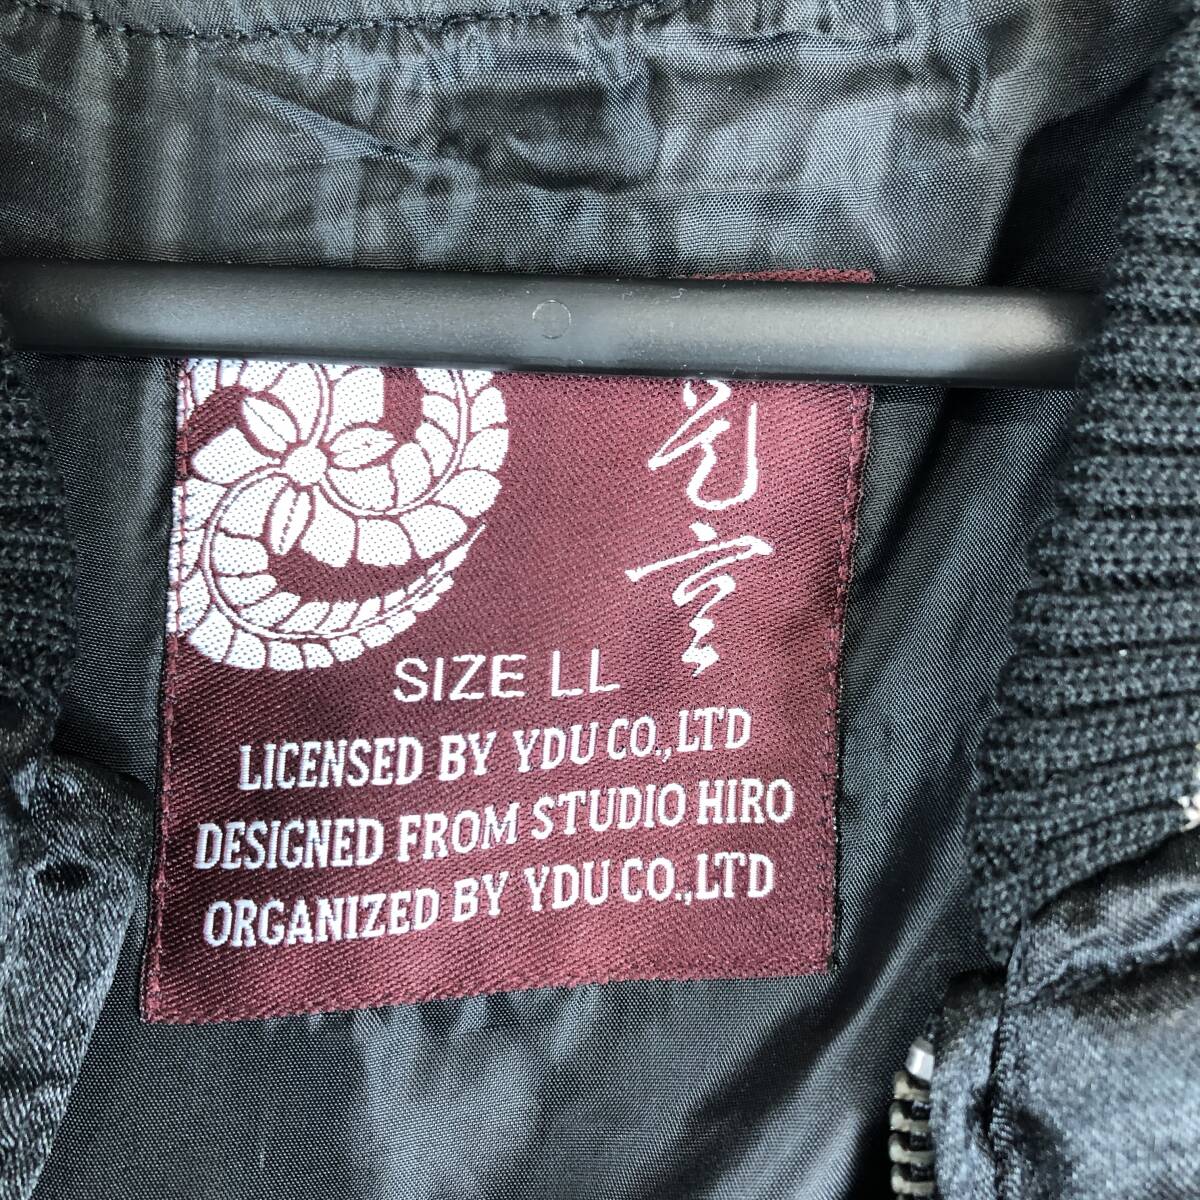 SIZE LL
LICENSED BY YDU CO.,LTD
DESIGNED FROM STUDIO HIRO
ORGANIZED BY YDU CO.,LTD